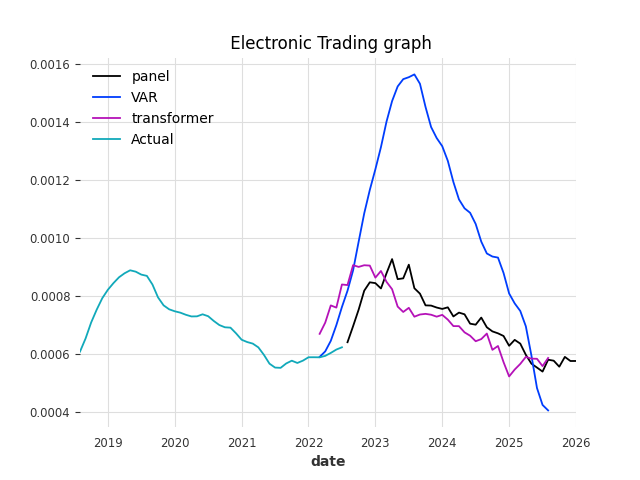 Electronic Trading graph
0.0016
0.0014
0.0012
0.0010
0.0008
0.0006
0.0004
panel
VAR
transformer
Actual
2019 2020 2021 2022 2023 2024 2025 2026
date